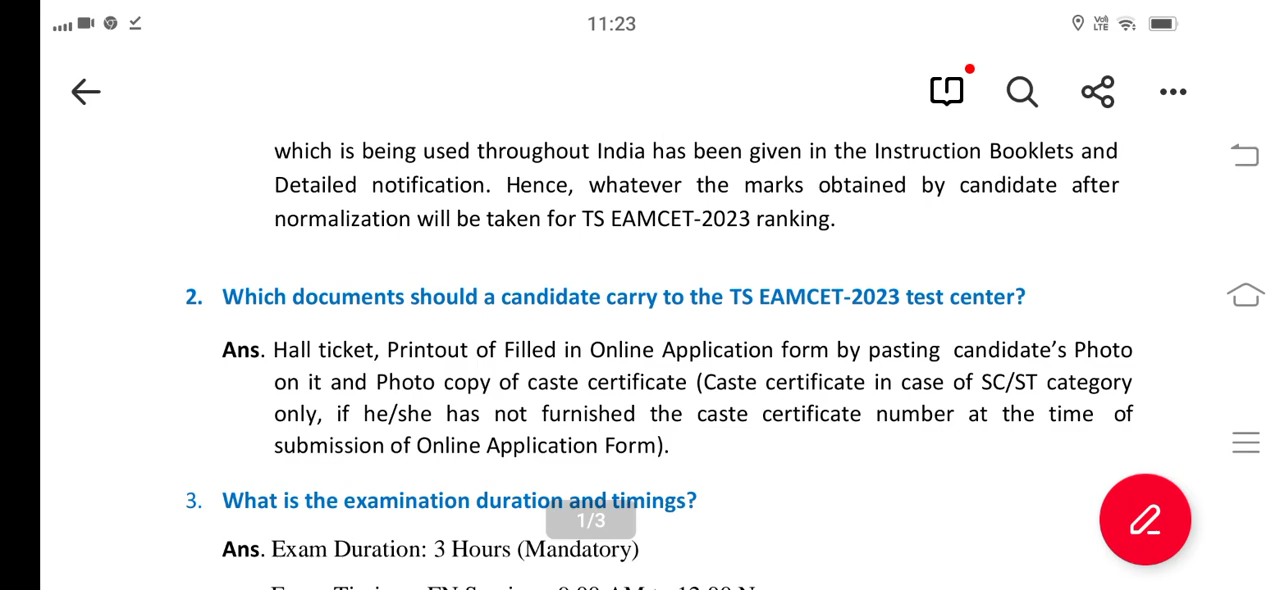 11:23
VoI) LTE
which is being used throughout India has been given in the Instruction Booklets and
Detailed notification. Hence, whatever the marks obtained by candidate after
normalization will be taken for TS EAMCET-2023 ranking.
2. Which documents should a candidate carry to the TS EAMCET-2023 test center?
Ans. Hall ticket, Printout of Filled in Online Application form by pasting candidate’s Photo
on it and Photo copy of caste certificate (Caste certificate in case of SC/ST category
only, if he/she has not furnished the caste certificate number at the time of
submission of Online Application Form).
3. What is the examination duration and timings?
1/3
Ans. Exam Duration: 3 Hours (Mandatory)